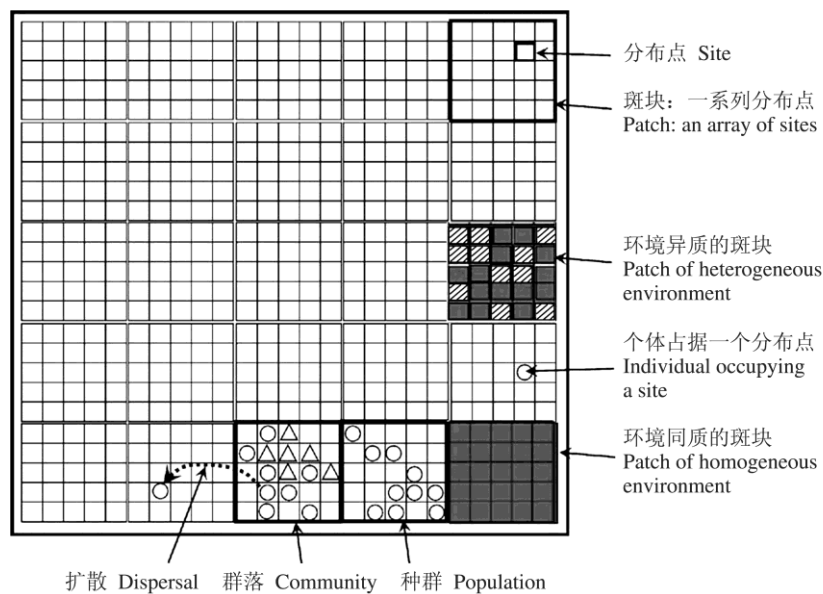 分布点 Site
斑块：一系列分布点
Patch: an array of sites
环境异质的斑块
Patch of heterogeneous
environment
个体占据一个分布点
Individual occupying
a site
环境同质的斑块
Patch of homogeneous
environment
扩散 Dispersal 群落 Community 种群 Population